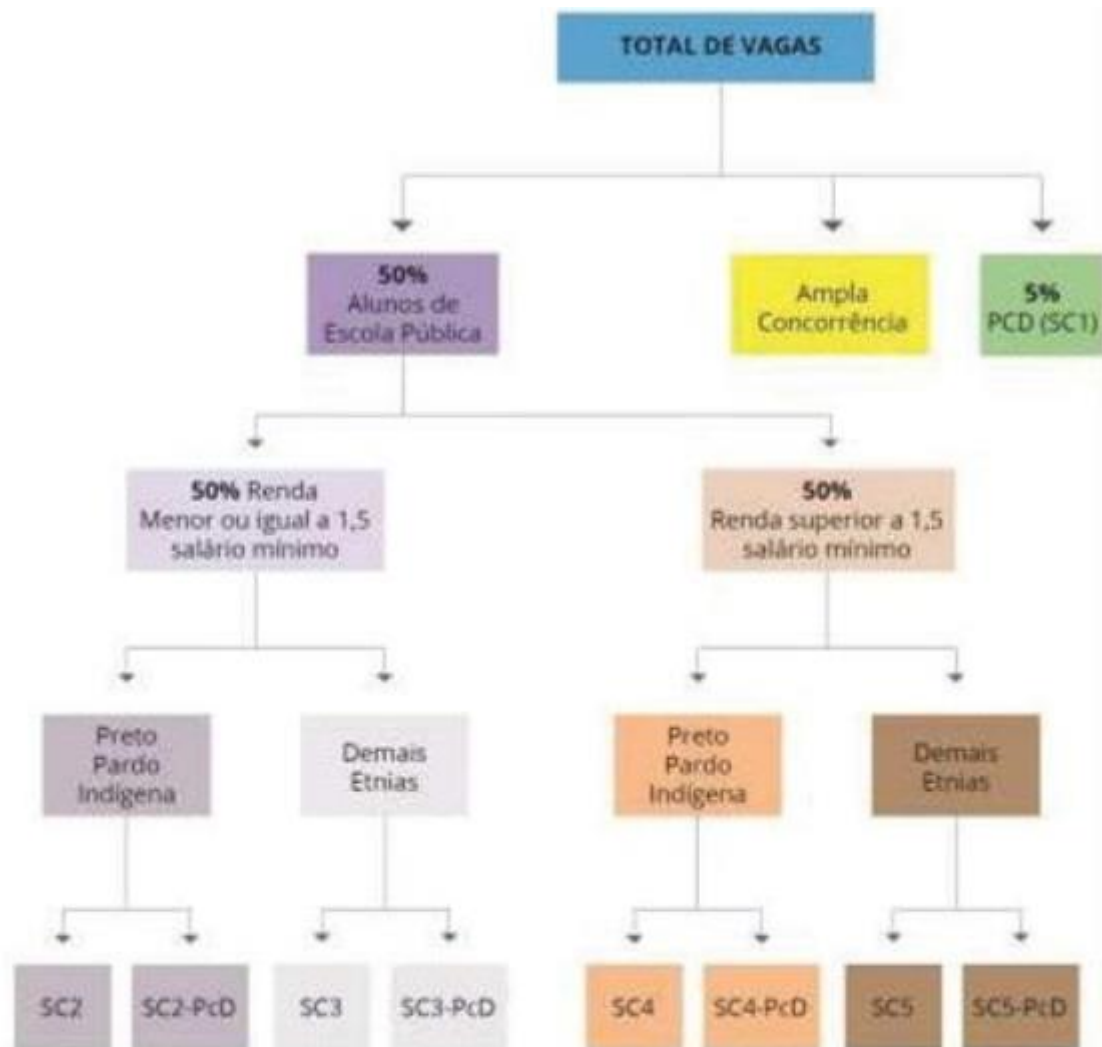 TOTAL DE VAGAS
50%
Alunos de
Escola Pública
Ampla
Concorrência
5%
PCD (SC1)
50% Renda
Menor ou igual a 1,5
salário mínimo
50%
Renda superior a 1,5
salário mínimo
Preto
Pardo
Indígena
Demais
Etnias
Preto
Pardo
Indígena
Demais
Etnias
SC2
SC2-PcD
SC3
SC3-PcD
SC4
SC4-PcD
SC5
SC5-PcD